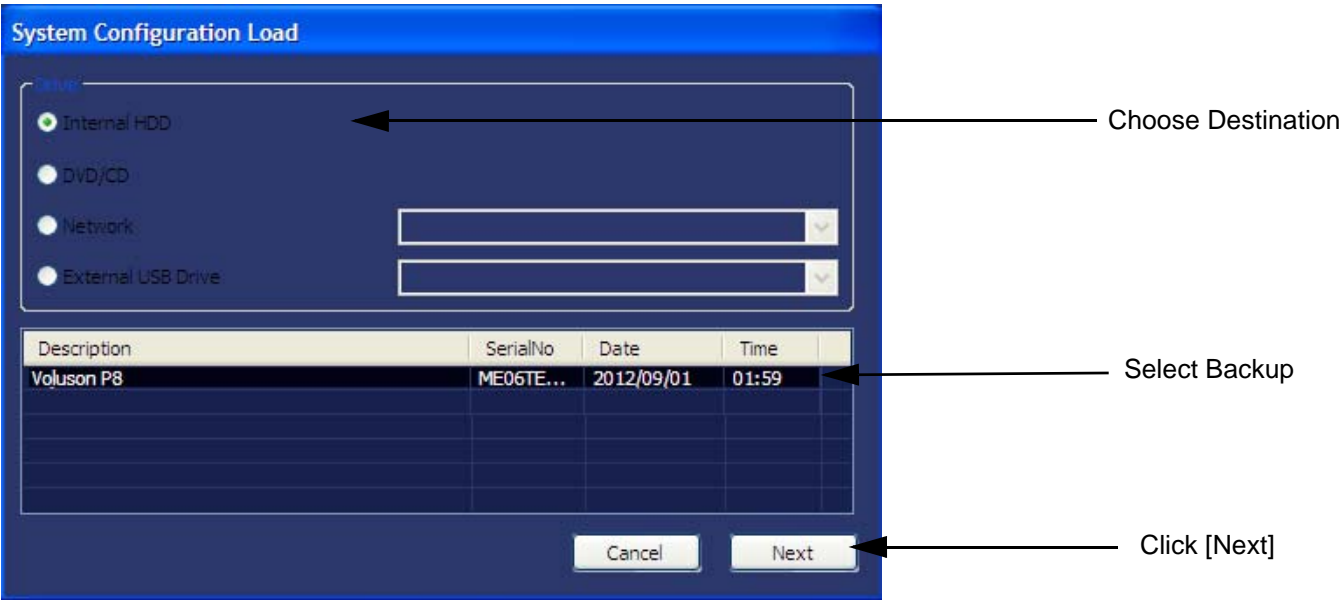 System Configuration Load
Driver
Internal HDD
Choose Destination
DVD/CD
Network
External USB Drive
Description SerialNo Date Time
Voluson P8 ME06TE... 2012/09/01 01:59
Select Backup
Cancel Next
Click [Next]